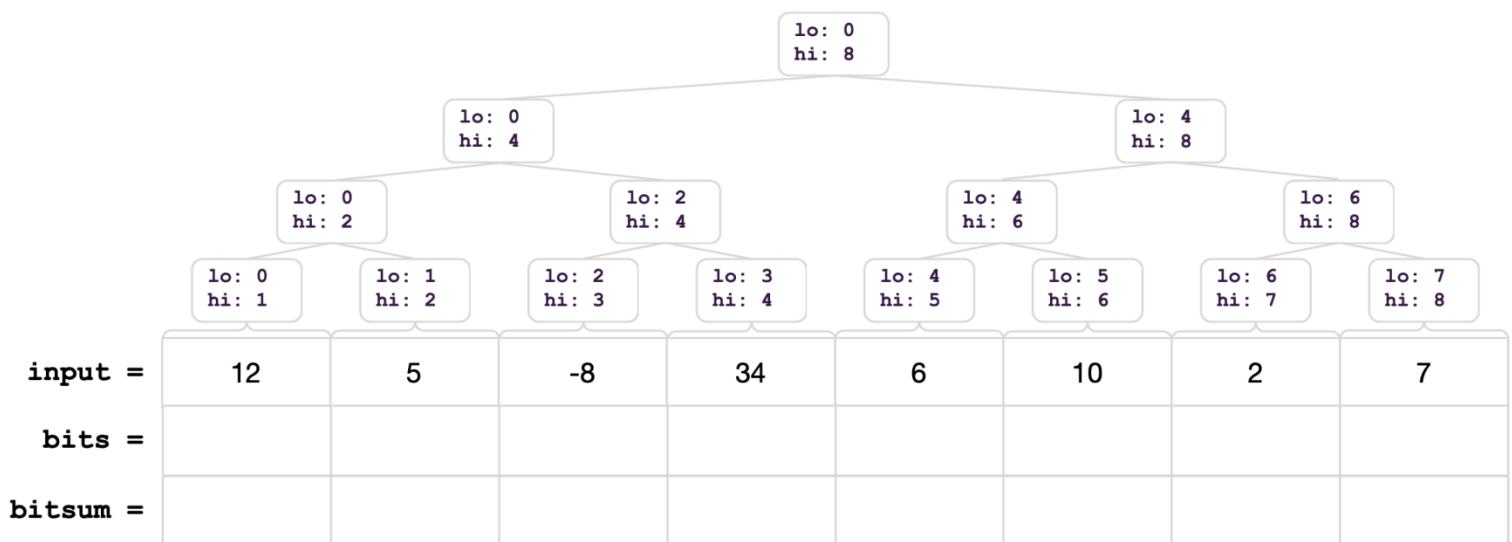 lo: 0
hi: 8
lo: 0
hi: 4
lo: 4
hi: 8
lo: 0
hi: 2
lo: 2
hi: 4
lo: 4
hi: 6
lo: 6
hi: 8
lo: 0
hi: 1
lo: 1
hi: 2
lo: 2
hi: 3
lo: 3
hi: 4
lo: 4
hi: 5
lo: 5
hi: 6
lo: 6
hi: 7
lo: 7
hi: 8
input = 12 5 -8 34 6 10 2 7
bits =
bitsum =